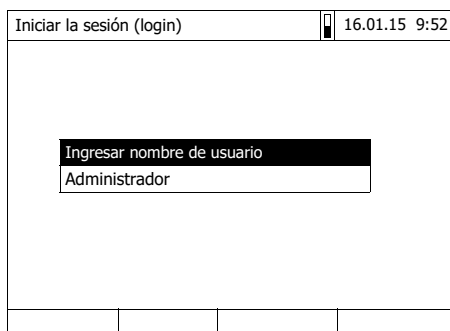 Iniciar la sesión (login) 16.01.15 9:52
Ingresar nombre de usuario
Administrador